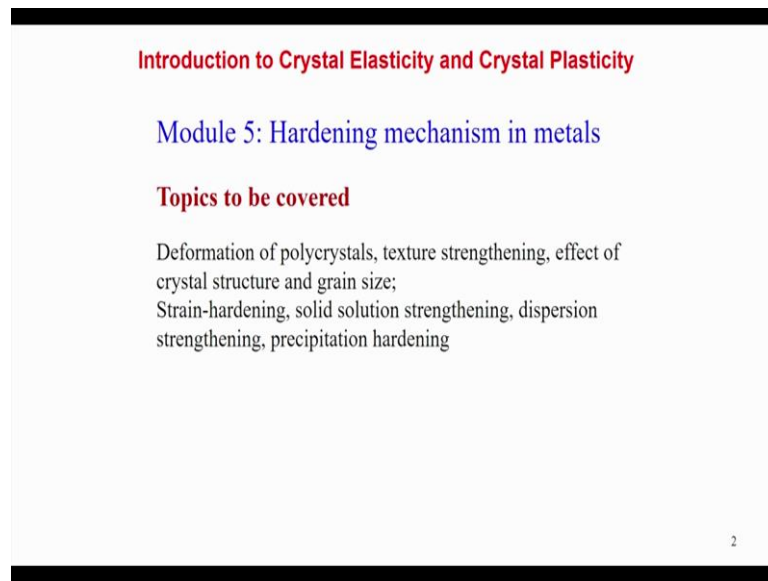 Introduction to Crystal Elasticity and Crystal Plasticity
Module 5: Hardening mechanism in metals
Topics to be covered
Deformation of polycrystals, texture strengthening, effect of
crystal structure and grain size;
Strain-hardening, solid solution strengthening, dispersion
strengthening, precipitation hardening
2